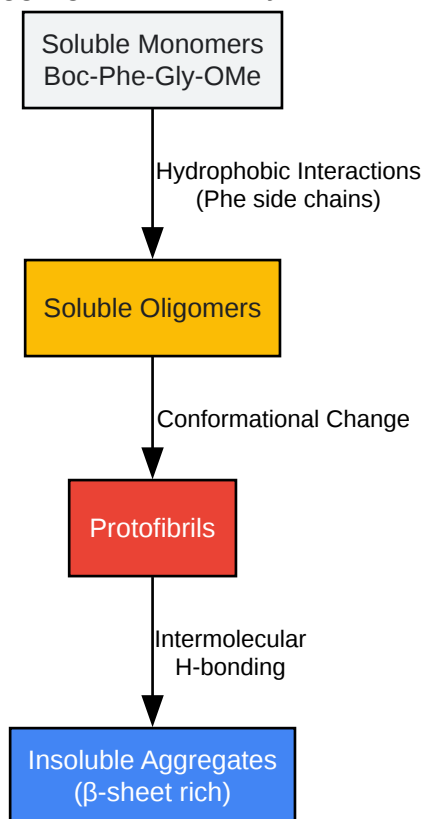 Soluble Monomers
Boc-Phe-Gly-OMe
Hydrophobic Interactions
(Phe side chains)
Soluble Oligomers
Conformational Change
Protofibrils
Intermolecular
H-bonding
Insoluble Aggregates
(β-sheet rich)